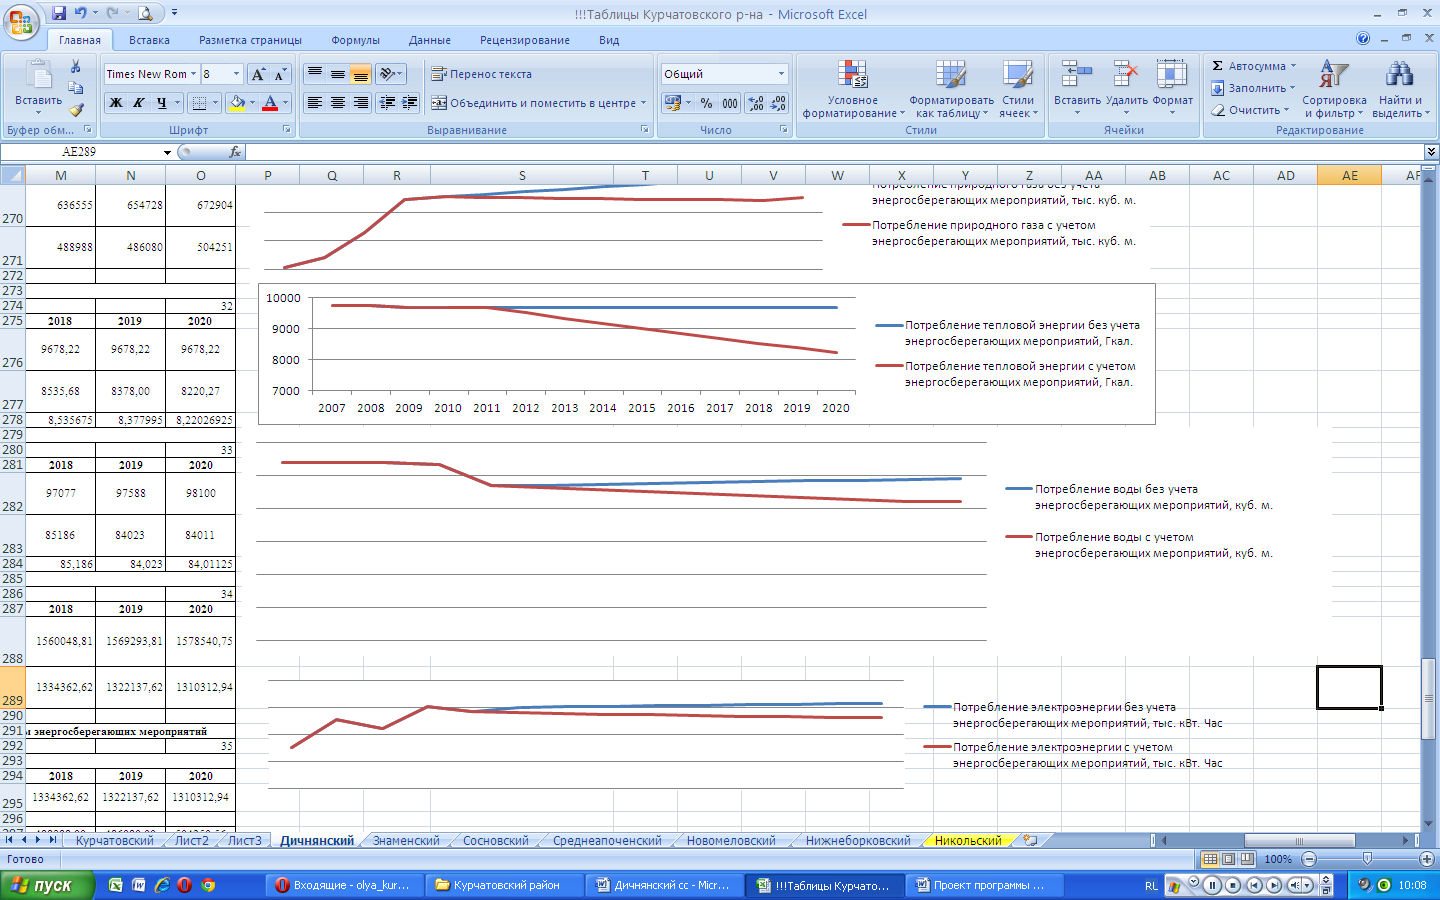 !!!Таблицы Курчатовского р-на - Microsoft Excel
Главная Вставка Разметка страницы Формулы Данные Рецензирование Вид
Вставить
Буфер обм...
Times New Rom 8
Ж К Ч
Шрифт
Перенос текста
Объединить и поместить в центре
Выравнивание
Общий
% 000
Число
Условное форматирование
Форматировать как таблицу
Стили ячеек
Стили
Вставить Удалить Формат
Ячейки
Σ Автосумма
Заполнить
Очистить
Сортировка и фильтр
Найти и выделить
Редактирование
AE289 fx
M N O P Q R S T U V W X Y Z AA AB AC AD AE AF
270 636555 654728 672904
271 488988 486080 504251
272
273
274 32
275 2018 2019 2020
276 9678,22 9678,22 9678,22
277 8535,68 8378,00 8220,27
278 8,535675 8,377995 8,22026925
279
280 33
281 2018 2019 2020
282 97077 97588 98100
283 85186 84023 84011
284 85,186 84,023 84,01125
285
286 34
287 2018 2019 2020
288 1560048,81 1569293,81 1578540,75
289 1334362,62 1322137,62 1310312,94
290
291 м энергосберегающих мероприятий
292 35
293
294 2018 2019 2020
295 1334362,62 1322137,62 1310312,94
296
Потребление природного газа без учета
энергосберегающих мероприятий, тыс. куб. м.
Потребление природного газа с учетом
энергосберегающих мероприятий, тыс. куб. м.
10000
9000
8000
7000
2007 2008 2009 2010 2011 2012 2013 2014 2015 2016 2017 2018 2019 2020
Потребление тепловой энергии без учета
энергосберегающих мероприятий, Гкал.
Потребление тепловой энергии с учетом
энергосберегающих мероприятий, Гкал.
Потребление воды без учета
энергосберегающих мероприятий, куб. м.
Потребление воды с учетом
энергосберегающих мероприятий, куб. м.
Потребление электроэнергии без учета
энергосберегающих мероприятий, тыс. кВт. Час
Потребление электроэнергии с учетом
энергосберегающих мероприятий, тыс. кВт. Час
Курчатовский Лист2 Лист3 Дичнянский Знаменский Сосновский Среднеапоченский Новомеловский Нижнеборковский Никольский
Готово 100%
пуск Входящие - olya_kur... Курчатовский район Дичнянский сс - Micr... !!!Таблицы Курчато... Проект программы ... RL 10:08